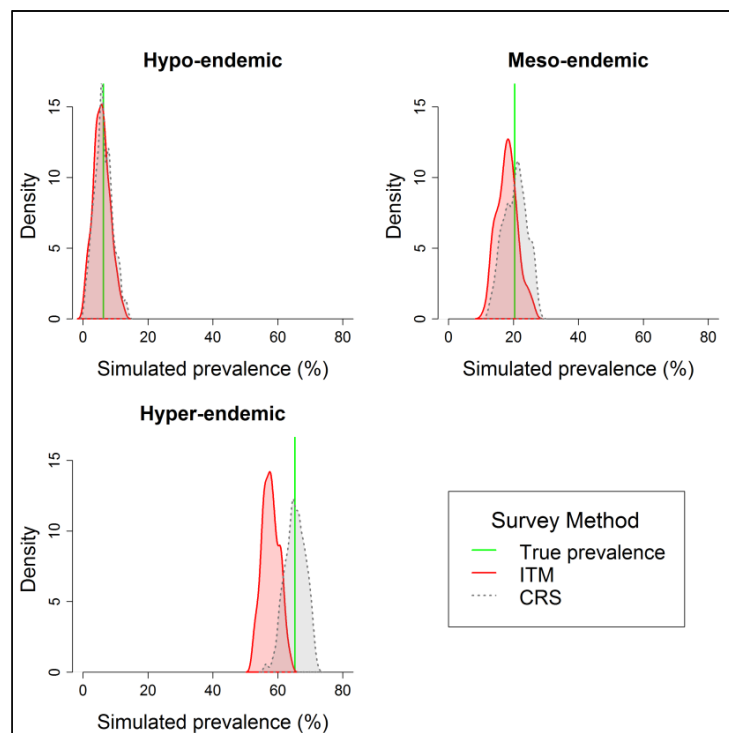 Hypo-endemic
Density
0 5 10 15
0 20 40 60 80
Simulated prevalence (%)
Meso-endemic
Density
0 5 10 15
0 20 40 60 80
Simulated prevalence (%)
Hyper-endemic
Density
0 5 10 15
0 20 40 60 80
Simulated prevalence (%)
Survey Method
True prevalence
ITM
CRS